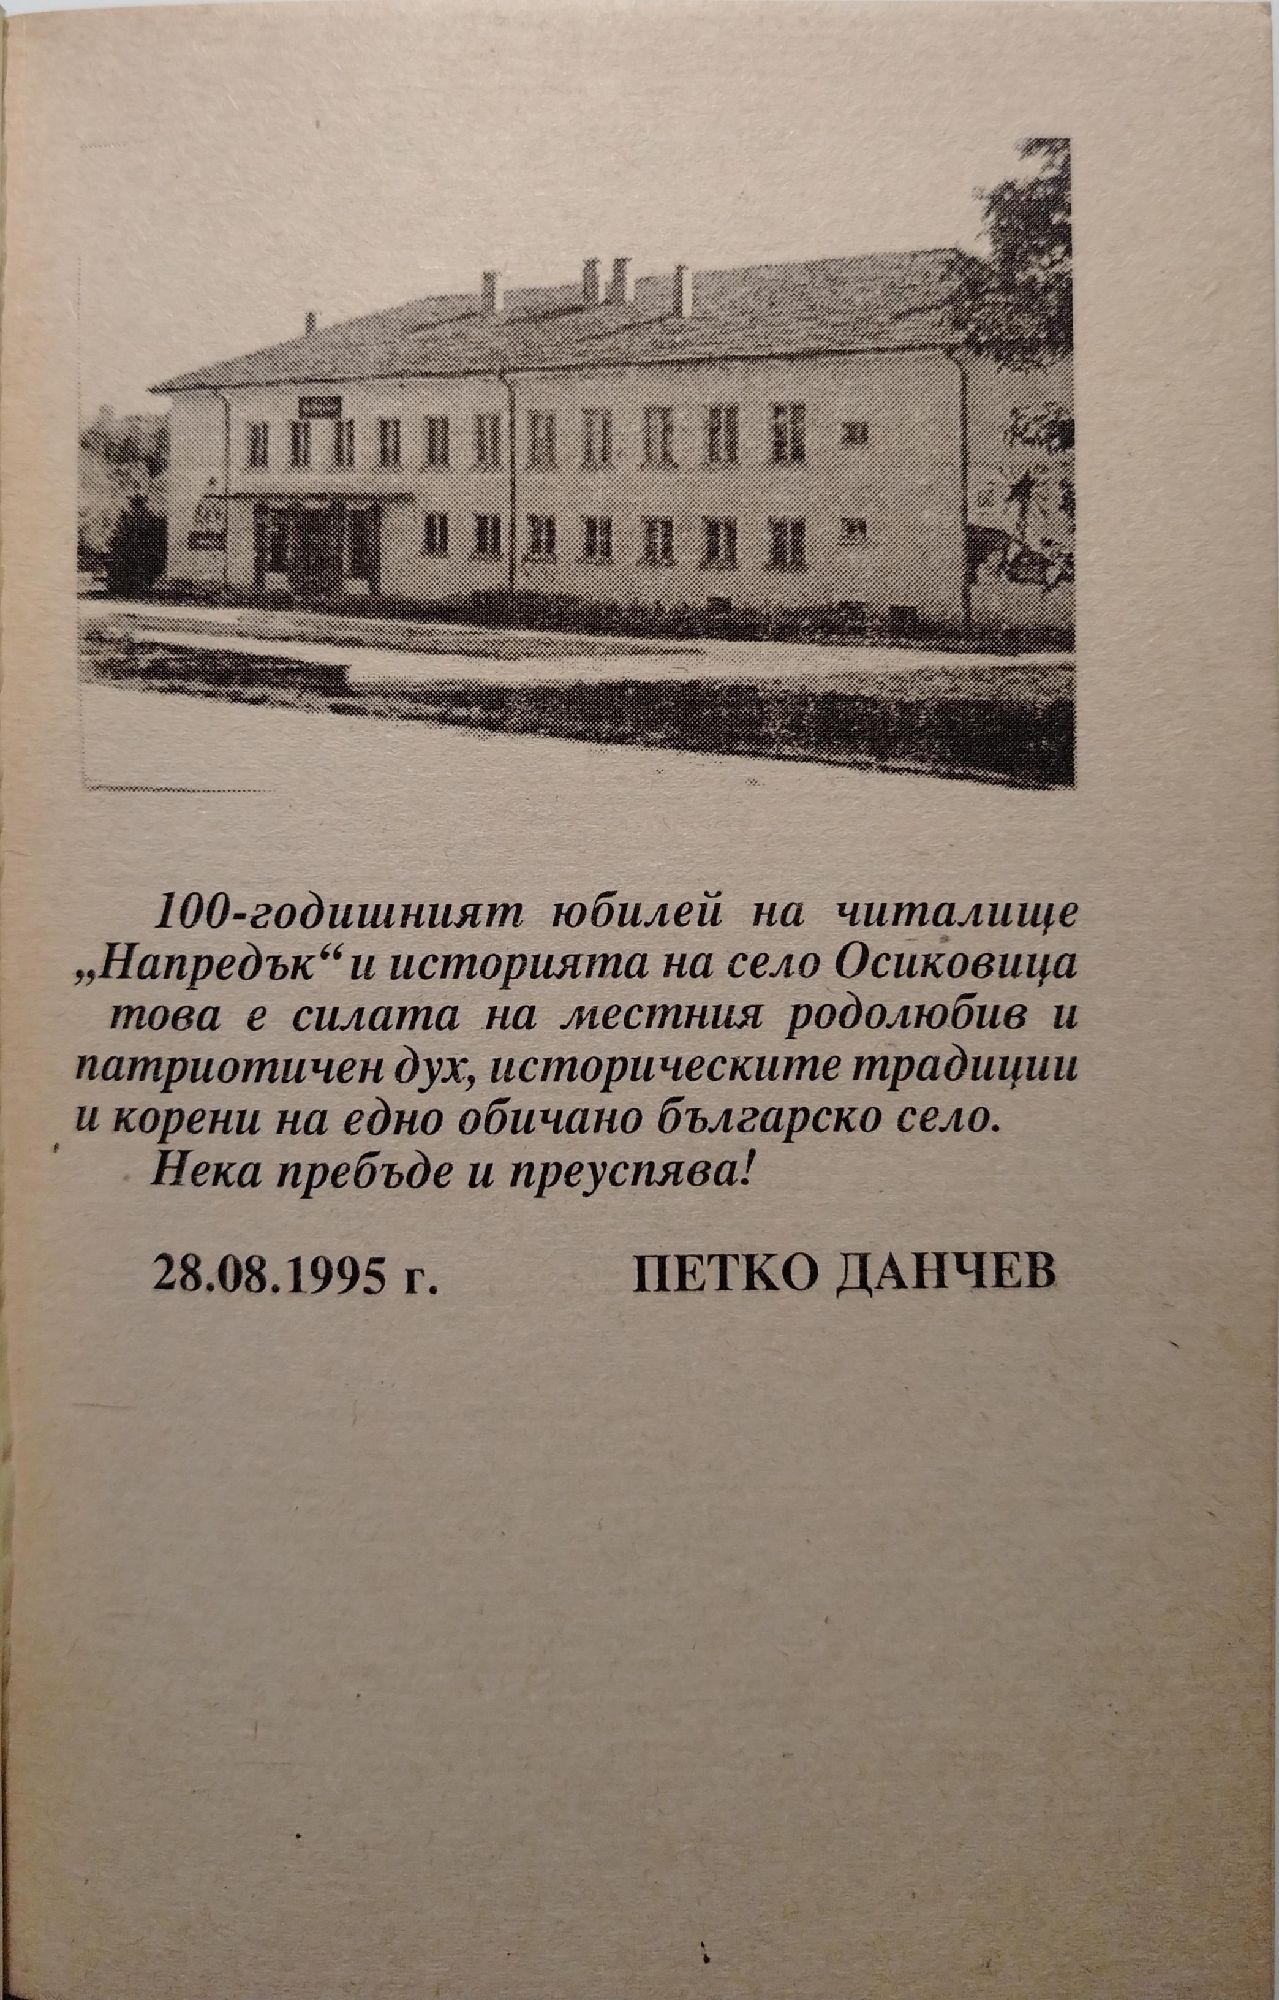 100-годишният юбилей на читалище
„Напредък“ и историята на село Осиковица
това е силата на местния родолюбив и
патриотичен дух, историческите традиции
и корени на едно обичано българско село.
Нека пребъде и преуспява!
28.08.1995 г. ПЕТКО ДАНЧЕВ